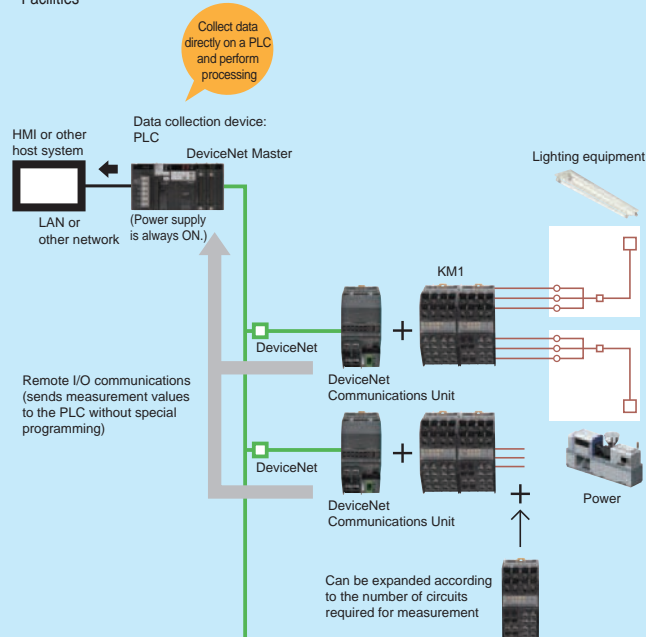 Facilities
Collect data
directly on a PLC
and perform
processing
Data collection device:
PLC
HMI or other
host system
DeviceNet Master
Lighting equipment
LAN or
other network
(Power supply
is always ON.)
KM1
DeviceNet
DeviceNet
Communications Unit
Remote I/O communications
(sends measurement values
to the PLC without special
programming)
DeviceNet
Power
DeviceNet
Communications Unit
Can be expanded according
to the number of circuits
required for measurement